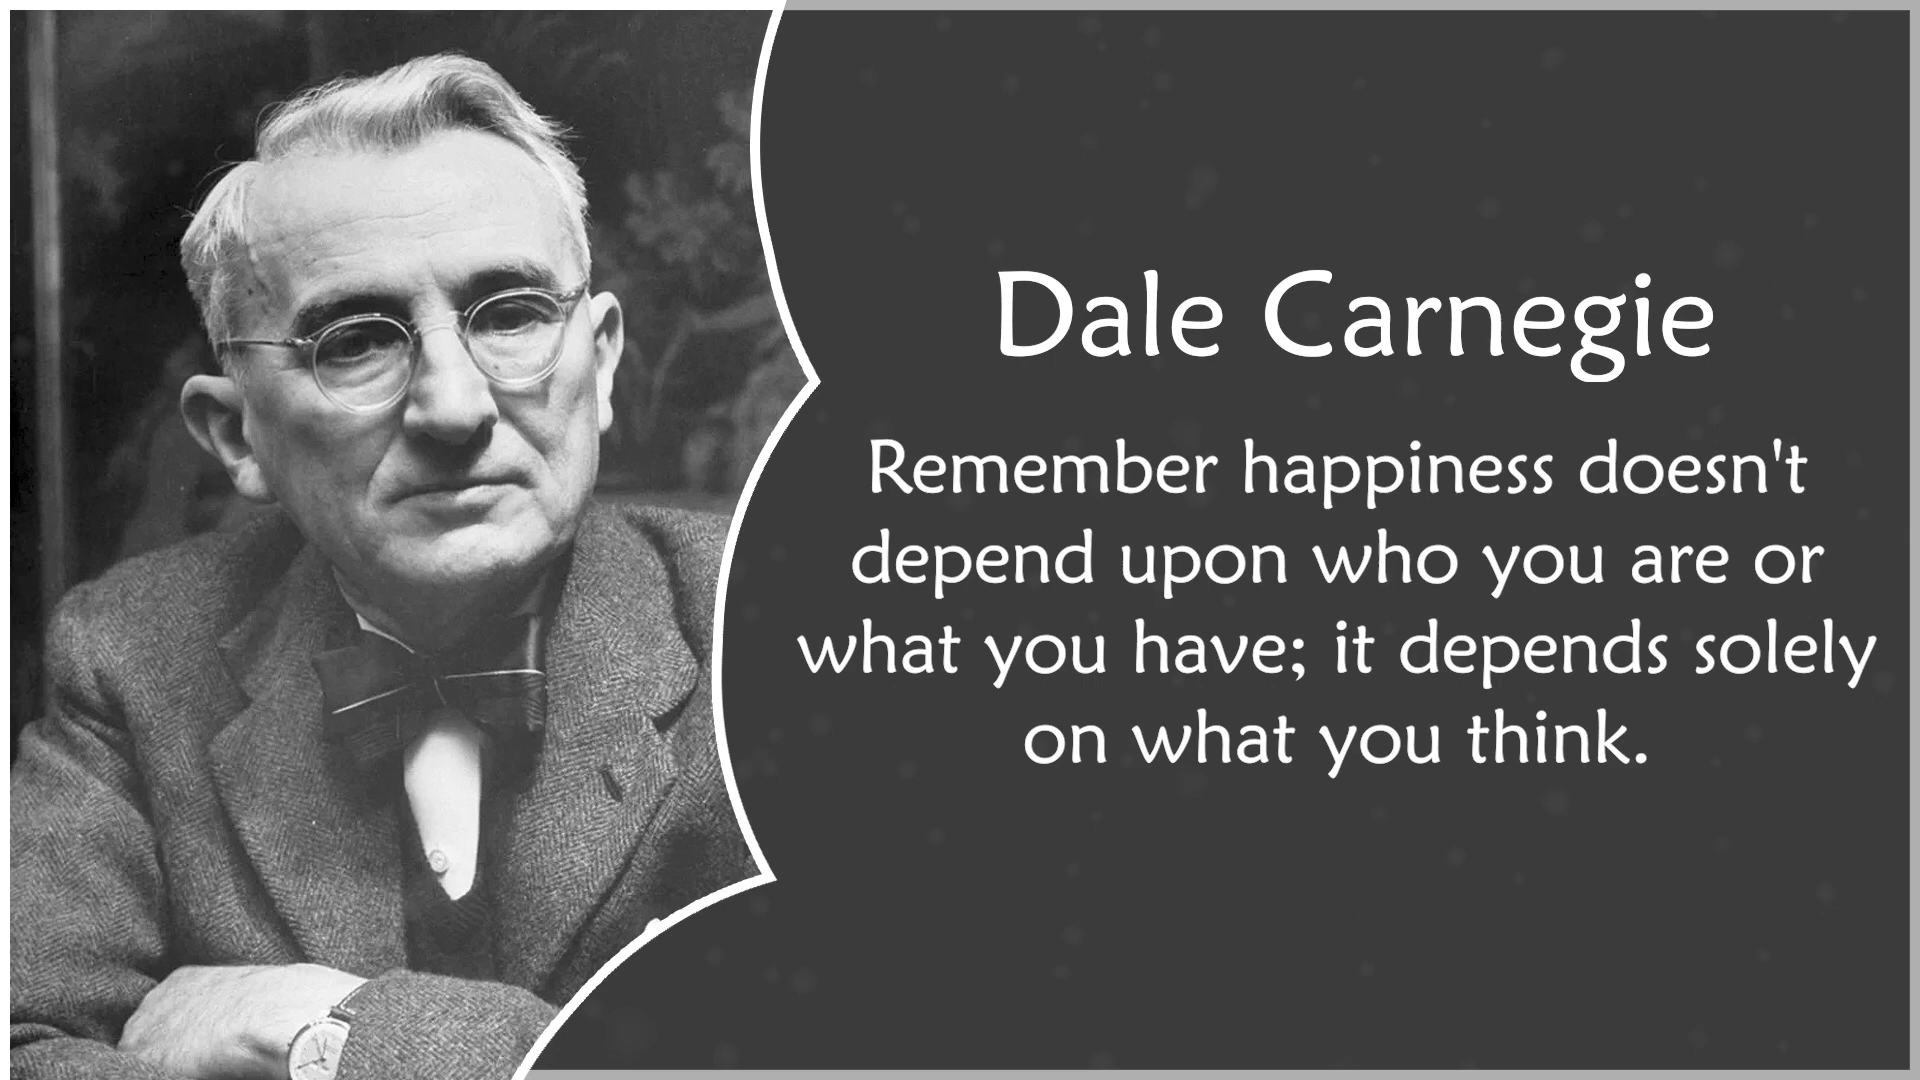 Dale Carnegie
Remember happiness doesn't
depend upon who you are or
what you have; it depends solely
on what you think.